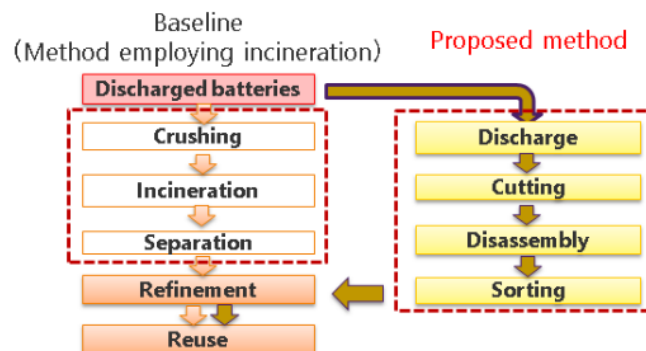 Baseline
(Method employing incineration)
Proposed method
Discharged batteries
Crushing
Incineration
Separation
Refinement
Reuse
Discharge
Cutting
Disassembly
Sorting